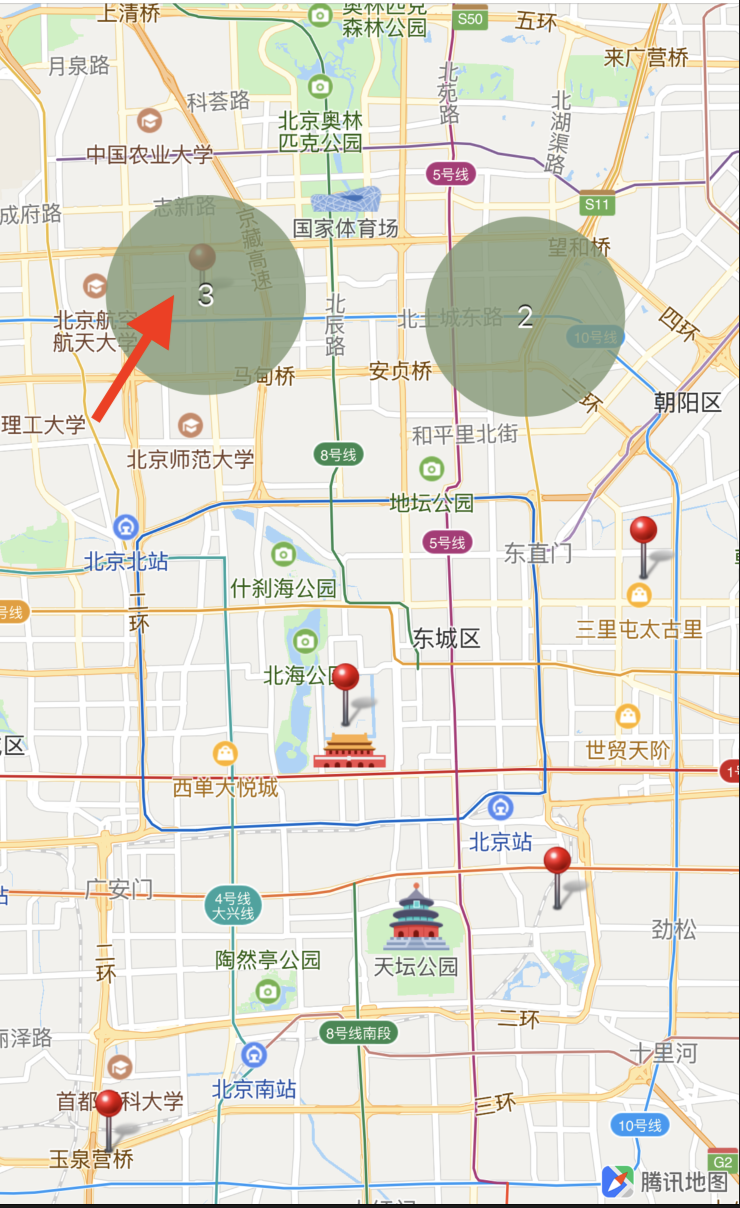 上清桥
奥林匹克
森林公园
S50
五环
来广营桥
月泉路
北苑路
科荟路
北湖渠路
北京奥林
匹克公园
中国农业大学
5号线
S11
成府路
志新路
京藏高速
国家体育场
望和桥
3
2
北京航空
航天大学
北辰路
北土城东路
10号线
四环
马甸桥
安贞桥
三环
朝阳区
理工大学
北京师范大学
和平里北街
8号线
地坛公园
北京北站
5号线
东直门
什刹海公园
号线
二环
三里屯太古里
东城区
北海公园
区
世贸天阶
西单大悦城
1号
北京站
广安门
站
4号线
大兴线
劲松
天坛公园
二环
陶然亭公园
二环
丽泽路
8号线南段
十里河
北京南站
首都 科大学
三环
10号线
玉泉营桥
G2
腾讯地图